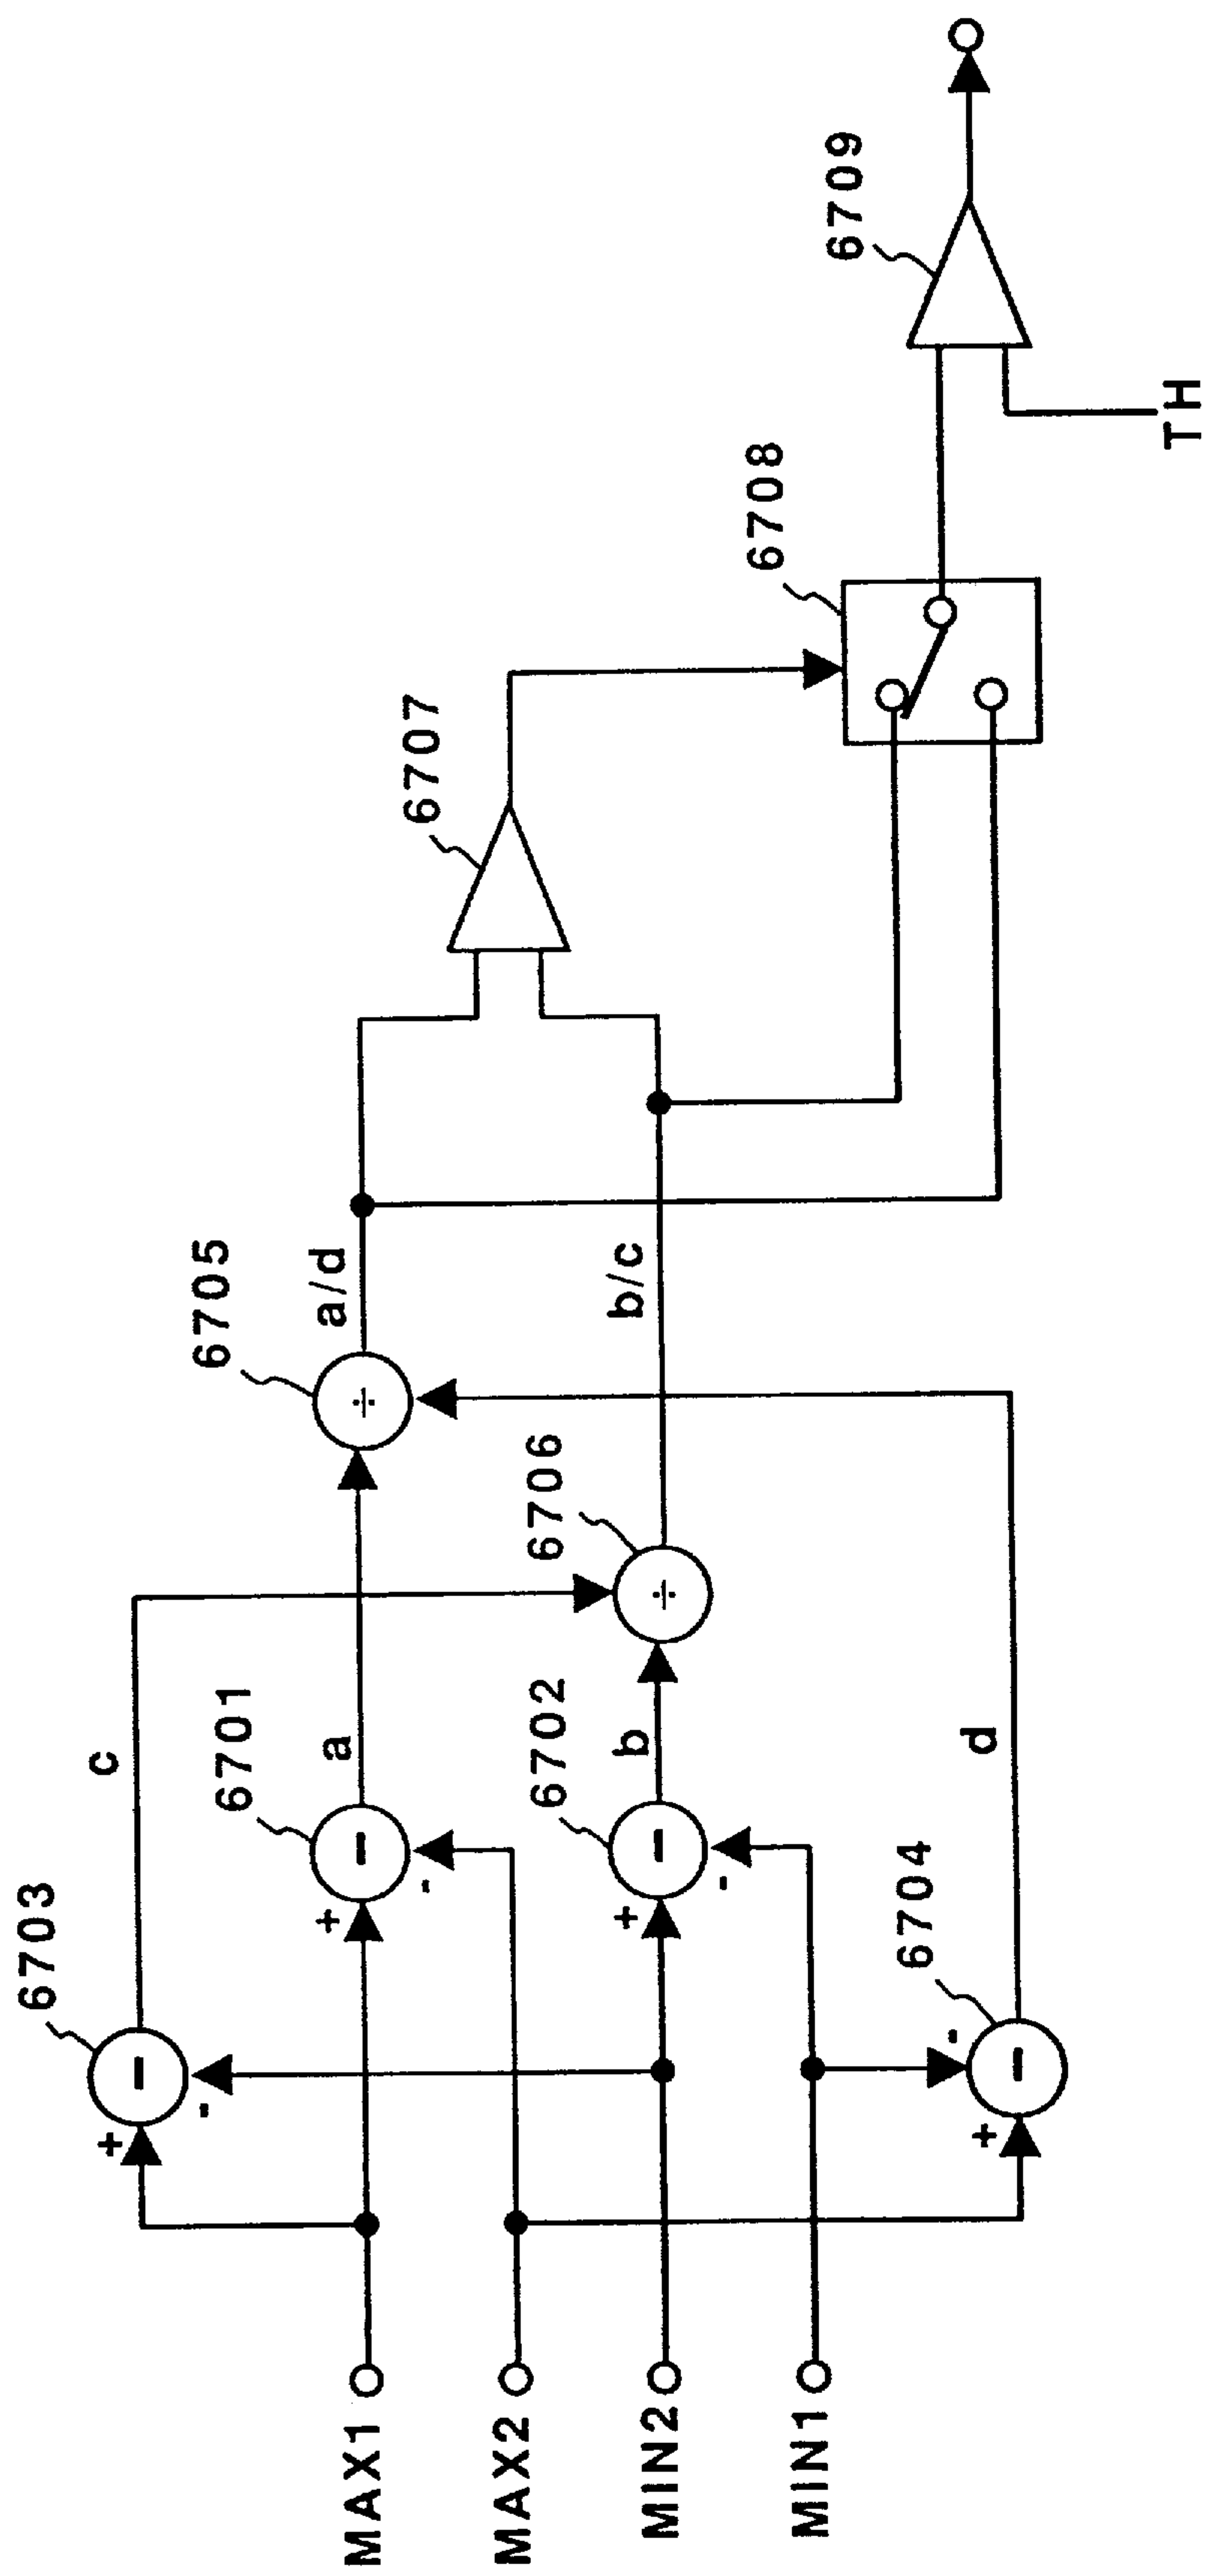 MAX1
MAX2
MIN2
MIN1
6703
+
-
-
c
6701
+
-
-
a
6702
+
-
-
b
6704
+
-
-
d
6705
÷
a/d
6706
÷
b/c
6707
6708
6709
TH